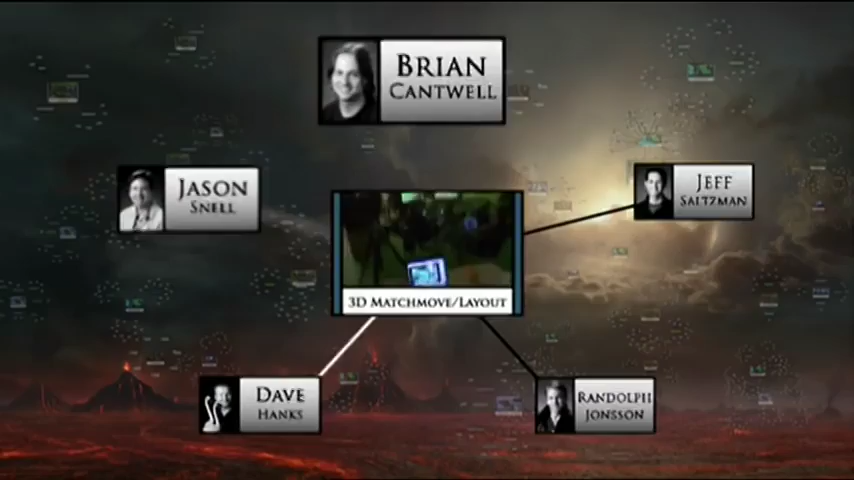 BRIAN
CANTWELL
JASON
SNELL
JEFF
SALTZMAN
3D MATCHMOVE/LAYOUT
DAVE
HANKS
RANDOLPH
JONSSON